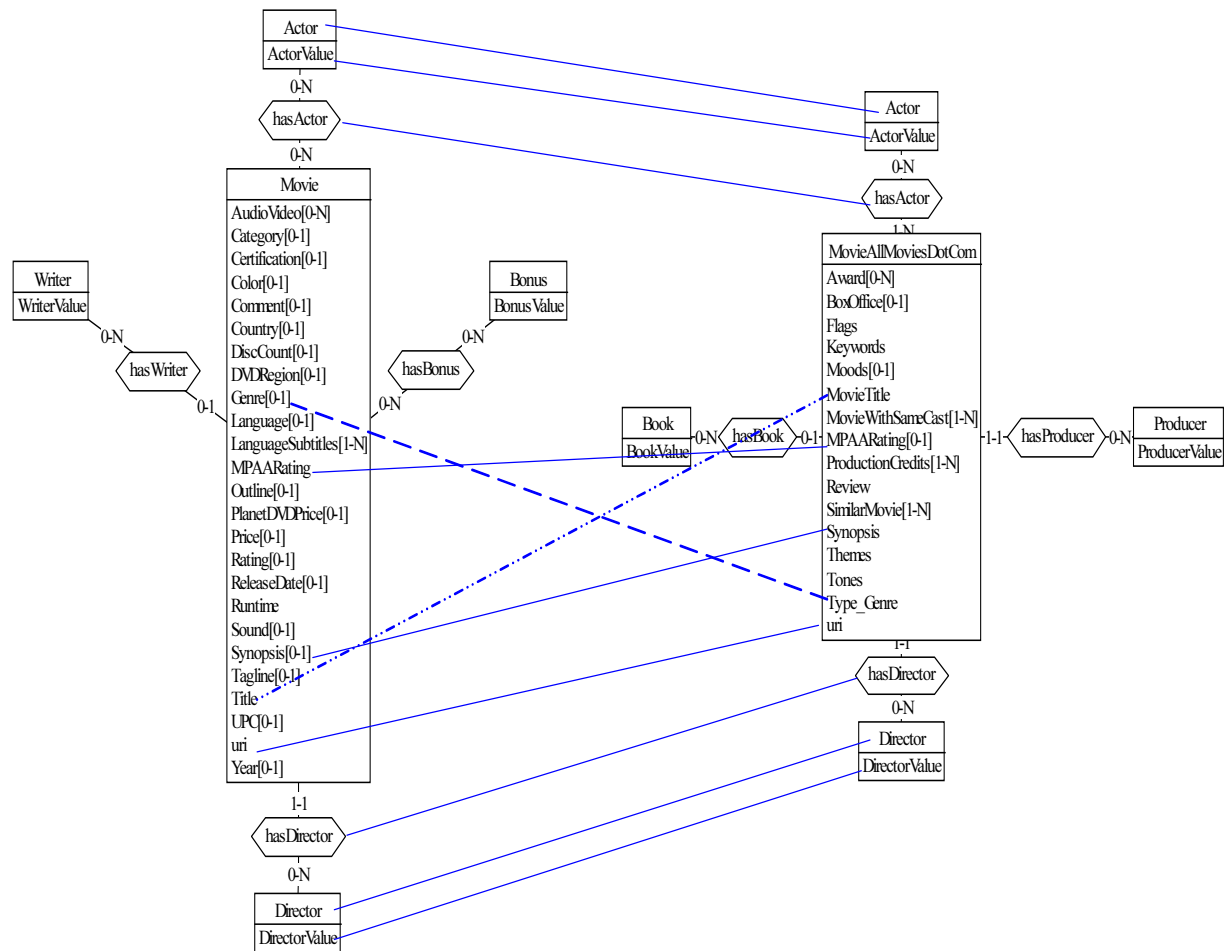 Actor
ActorValue
0-N
hasActor
0-N
Movie
AudioVideo[0-N]
Category[0-1]
Certification[0-1]
Color[0-1]
Comment[0-1]
Country[0-1]
DiscCount[0-1]
DVDRegion[0-1]
Genre[0-1]
Language[0-1]
LanguageSubtitles[1-N]
MPAARating
Outline[0-1]
PlanetDVDPrice[0-1]
Price[0-1]
Rating[0-1]
ReleaseDate[0-1]
Runtime
Sound[0-1]
Synopsis[0-1]
Tagline[0-1]
Title
UPC[0-1]
uri
Year[0-1]
Writer
WriterValue
0-N
hasWriter
0-1
Bonus
BonusValue
0-N
hasBonus
0-N
1-1
hasDirector
0-N
Director
DirectorValue
Actor
ActorValue
0-N
hasActor
1-N
MovieAllMoviesDotCom
Award[0-N]
BoxOffice[0-1]
Flags
Keywords
Moods[0-1]
MovieTitle
MovieWithSameCast[1-N]
MPAARating[0-1]
ProductionCredits[1-N]
Review
SimilarMovie[1-N]
Synopsis
Themes
Tones
Type_Genre
uri
Book
BookValue
0-N
hasBook
0-1
1-1
hasProducer
0-N
Producer
ProducerValue
1-1
hasDirector
0-N
Director
DirectorValue